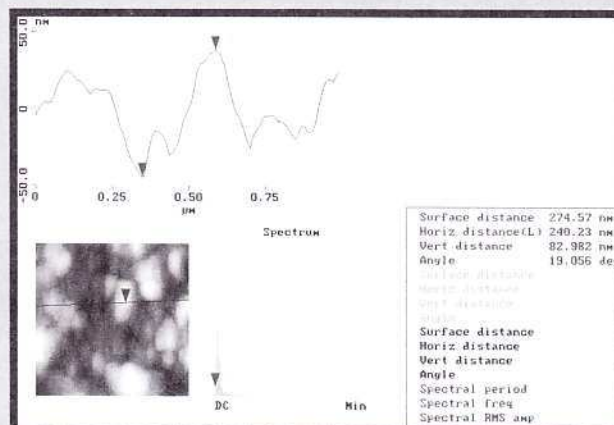 50.0 nm
0
-50.0
0 0.25 0.50 0.75
µm
Spectrum
DC Min
Surface distance 274.57 nm
Horiz distance(L) 240.23 nm
Vert distance 82.982 nm
Angle 19.056 de
Surface distance
Horiz distance
Vert distance
Angle
Surface distance
Horiz distance
Vert distance
Angle
Spectral period
Spectral freq
Spectral RMS amp